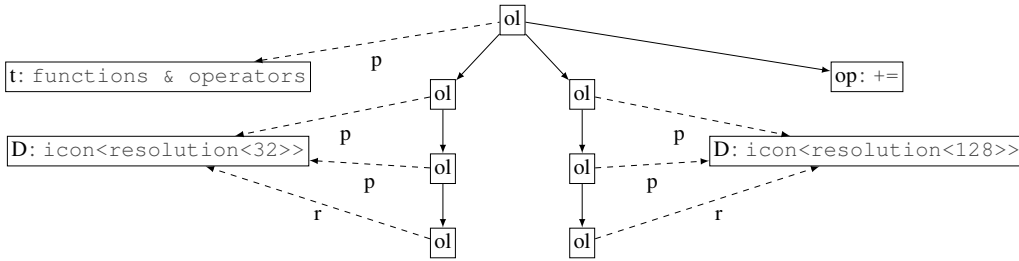 ol
p
t: functions & operators
op: +=
ol
ol
p
p
D: icon<resolution<32>>
D: icon<resolution<128>>
p
ol
ol
p
r
r
ol
ol